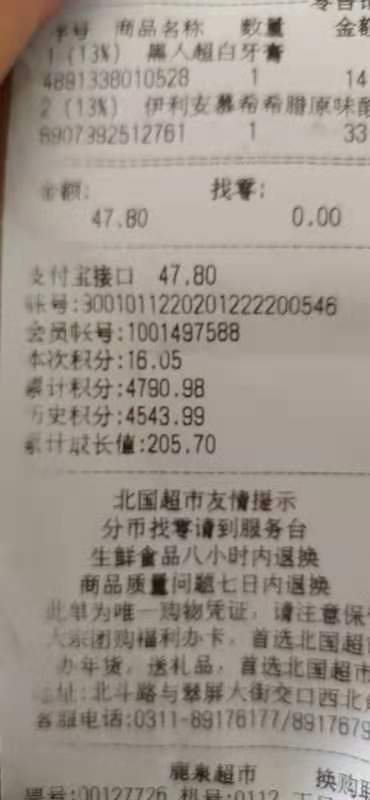 序号 商品名称 数量 金额
1 (13%) 黑人超白牙膏
4891338010528 1 14
2 (13%) 伊利安慕希希腊原味酸
8907392512761 1 33
金额: 找零:
47.80 0.00
支付宝接口 47.80
帐号:3001011220201222200546
会员帐号:1001497588
本次积分:16.05
累计积分:4790.98
历史积分:4543.99
累计成长值:205.70
北国超市友情提示
分币找零请到服务台
生鲜食品八小时内退换
商品质量问题七日内退换
此单为唯一购物凭证, 请注意保
大宗团购福利办卡, 首选北国超
办年货, 送礼品, 首选北国超市
地址:北斗路与翠屏大街交口西北
客服电话:0311-89176177/8917679
鹿泉超市 换购联
票号:00127726 机号:0112